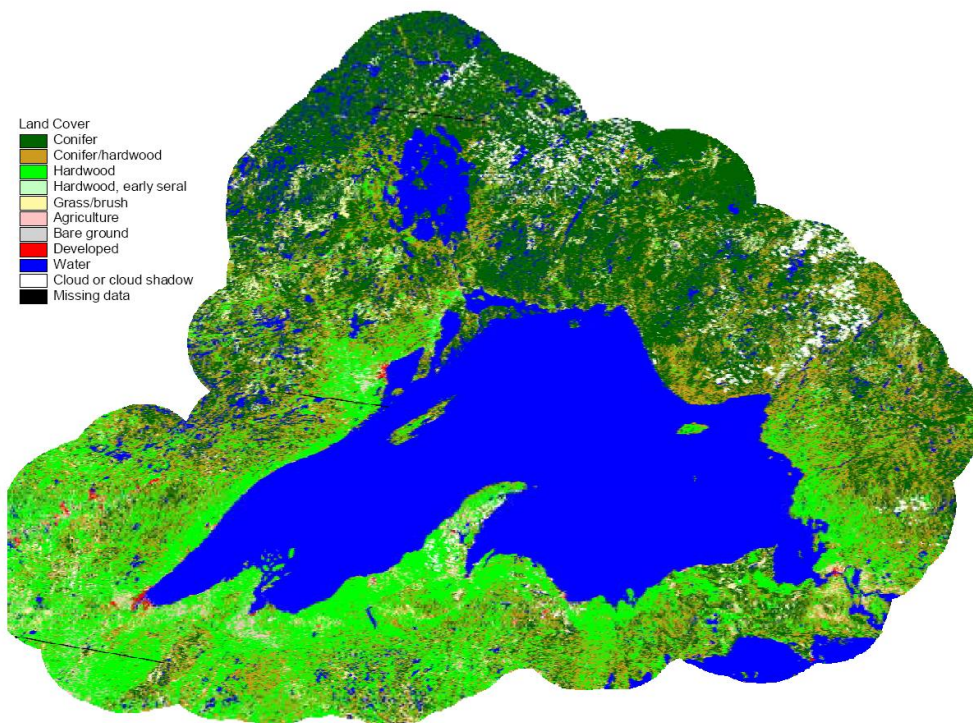 Land Cover
Conifer
Conifer/hardwood
Hardwood
Hardwood, early seral
Grass/brush
Agriculture
Bare ground
Developed
Water
Cloud or cloud shadow
Missing data